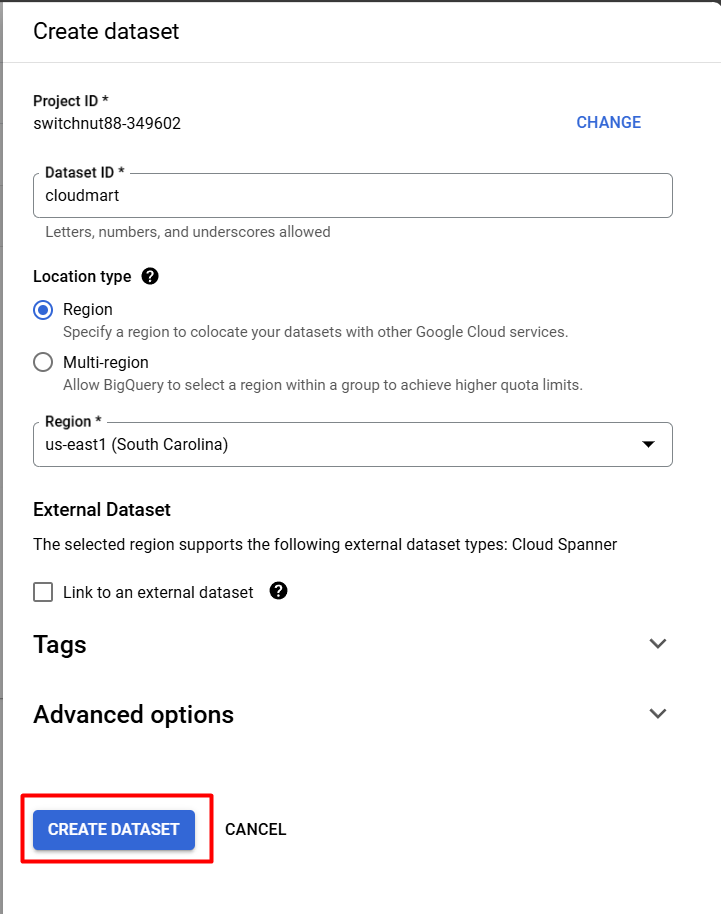 Create dataset
Project ID *
switchnut88-349602
CHANGE
Dataset ID *
cloudmart
Letters, numbers, and underscores allowed
Location type ?
Region
Specify a region to colocate your datasets with other Google Cloud services.
Multi-region
Allow BigQuery to select a region within a group to achieve higher quota limits.
Region *
us-east1 (South Carolina)
External Dataset
The selected region supports the following external dataset types: Cloud Spanner
Link to an external dataset ?
Tags
Advanced options
CREATE DATASET
CANCEL